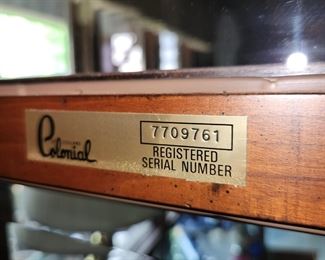 Colonial
7709761
REGISTERED
SERIAL NUMBER